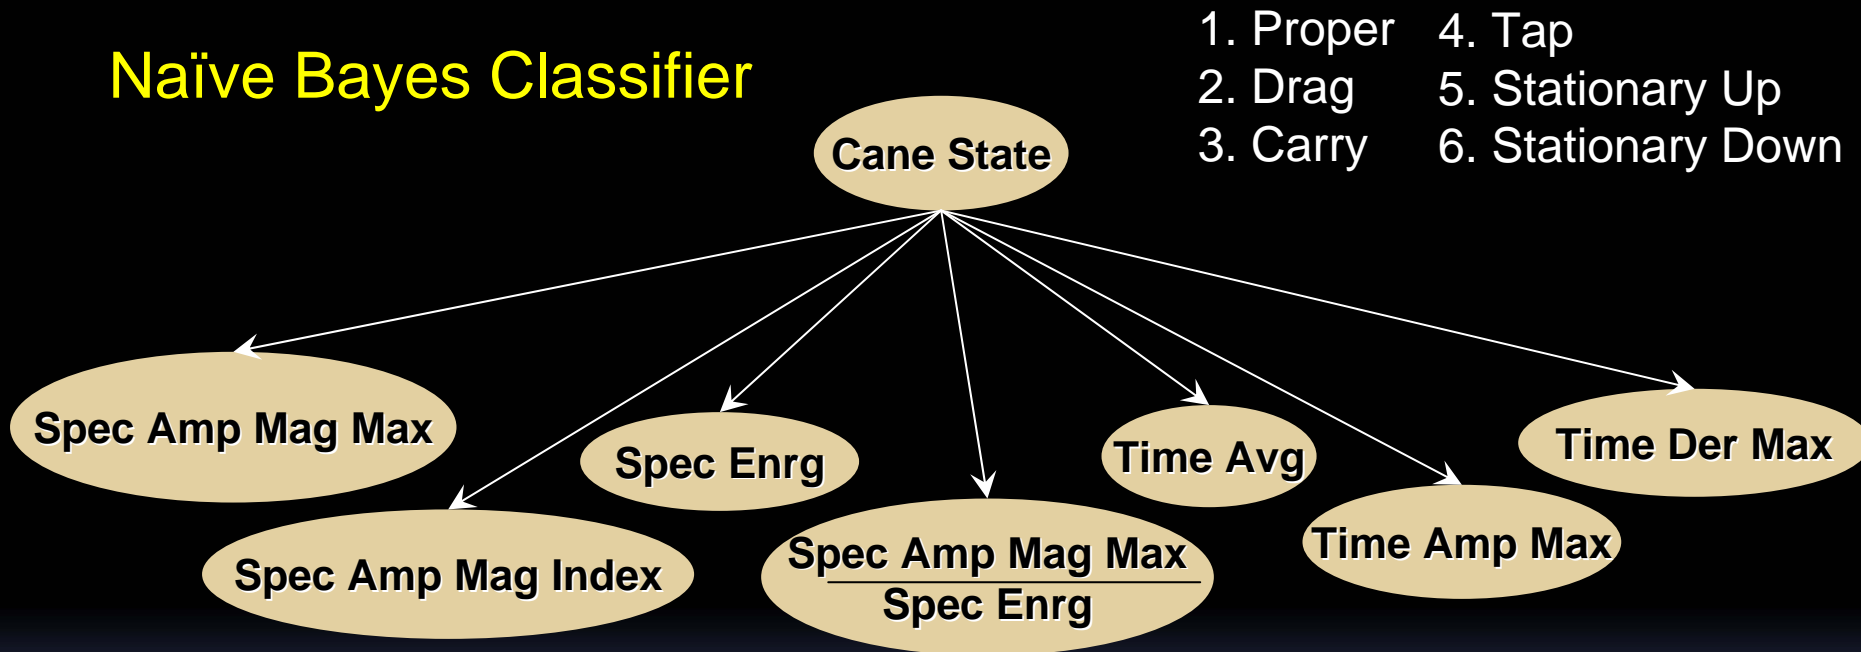 Naïve Bayes Classifier
1. Proper
2. Drag
3. Carry
4. Tap
5. Stationary Up
6. Stationary Down
Cane State
Spec Amp Mag Max
Spec Amp Mag Index
Spec Enrg
Spec Amp Mag Max
Spec Enrg
Time Avg
Time Amp Max
Time Der Max